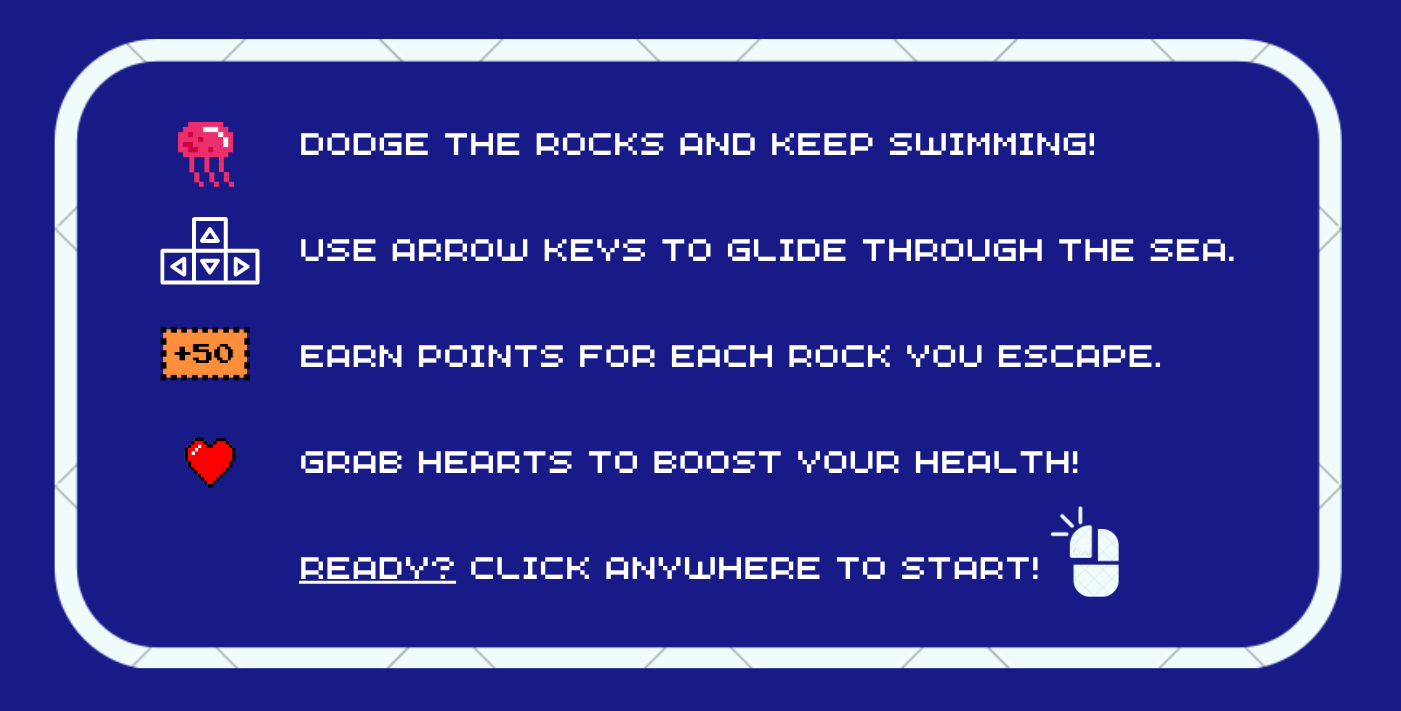 DODGE THE ROCKS AND KEEP SWIMMING!
USE ARROW KEYS TO GLIDE THROUGH THE SEA.
+50
EARN POINTS FOR EACH ROCK YOU ESCAPE.
GRAB HEARTS TO BOOST YOUR HEALTH!
READY? CLICK ANYWHERE TO START!